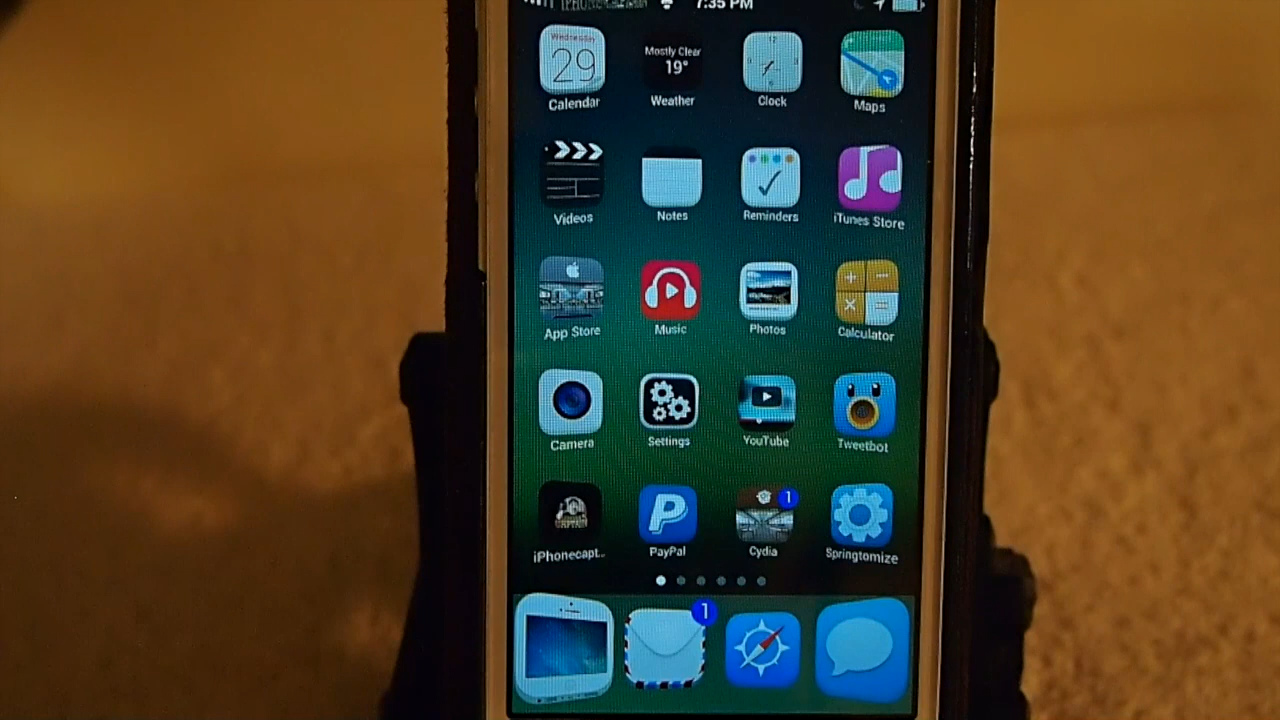 7:35 PM
Wednesday
29
Calendar
Mostly Clear
19°
Weather
12
Clock
Maps
Videos
Notes
Reminders
iTunes Store
App Store
Music
Photos
Calculator
Camera
Settings
YouTube
Tweetbot
iPhonecapt...
PayPal
1
Cydia
Springtomize
1